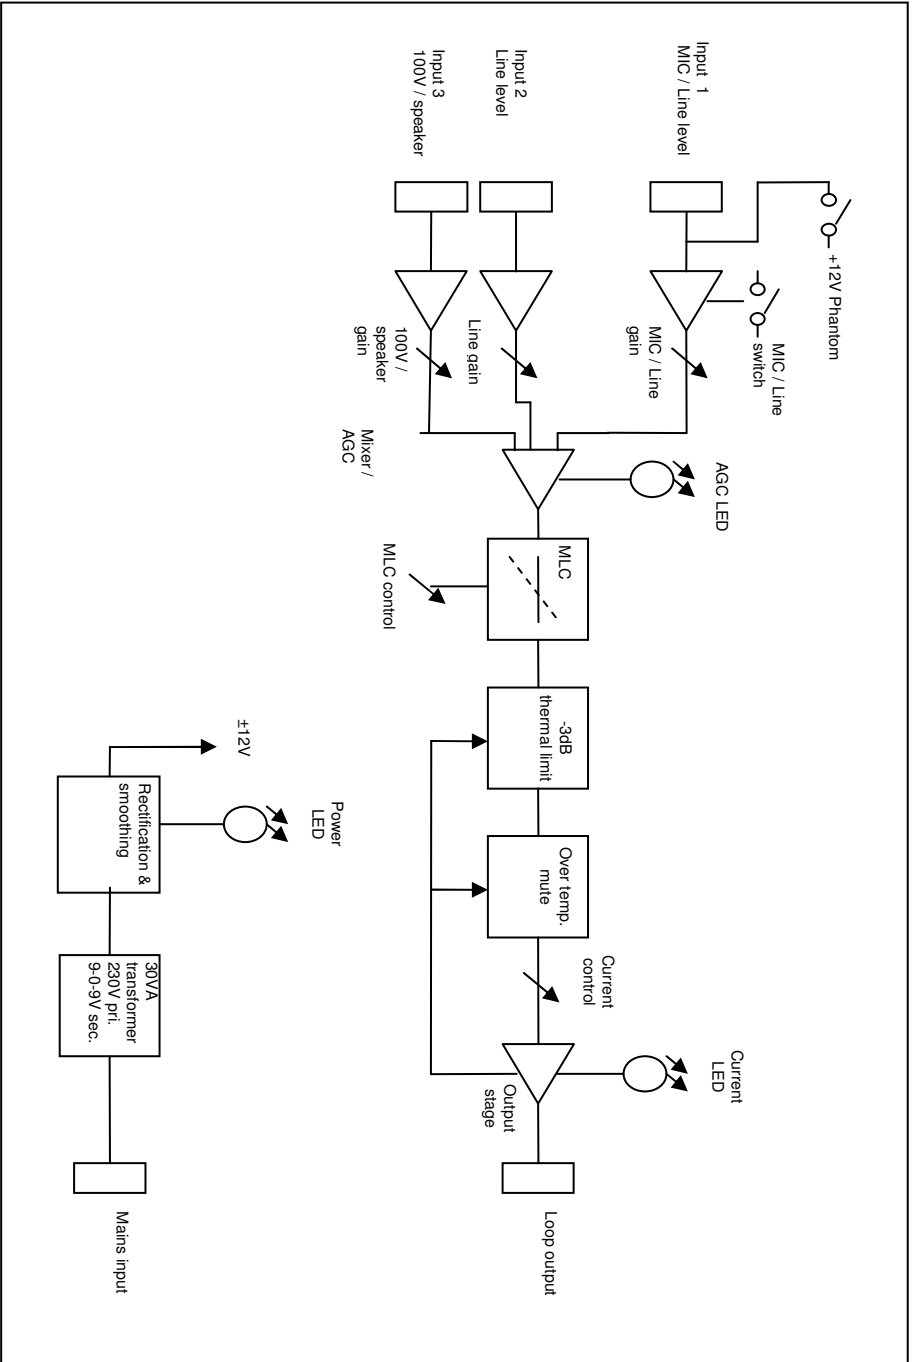 +12V Phantom
MIC / Line
switch
Input  1
MIC / Line level
MIC / Line
gain
Input 2
Line level
Line gain
Input 3
100V / speaker
100V /
speaker
gain
Mixer /
AGC
AGC LED
MLC
MLC control
-3dB
thermal limit
Over temp.
mute
Current
control
Current
LED
Output
stage
Loop output
±12V
Power
LED
Rectification &
smoothing
30VA
transformer
230V pri.
9-0-9V sec.
Mains input